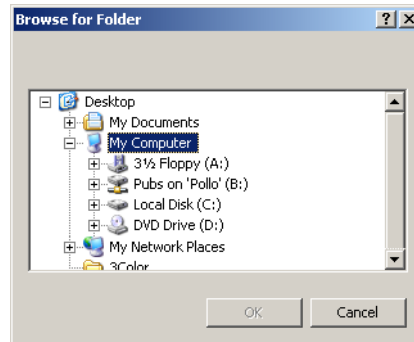 Browse for Folder
Desktop
My Documents
My Computer
3½ Floppy (A:)
Pubs on 'Pollo' (B:)
Local Disk (C:)
DVD Drive (D:)
My Network Places
3Color
OK
Cancel